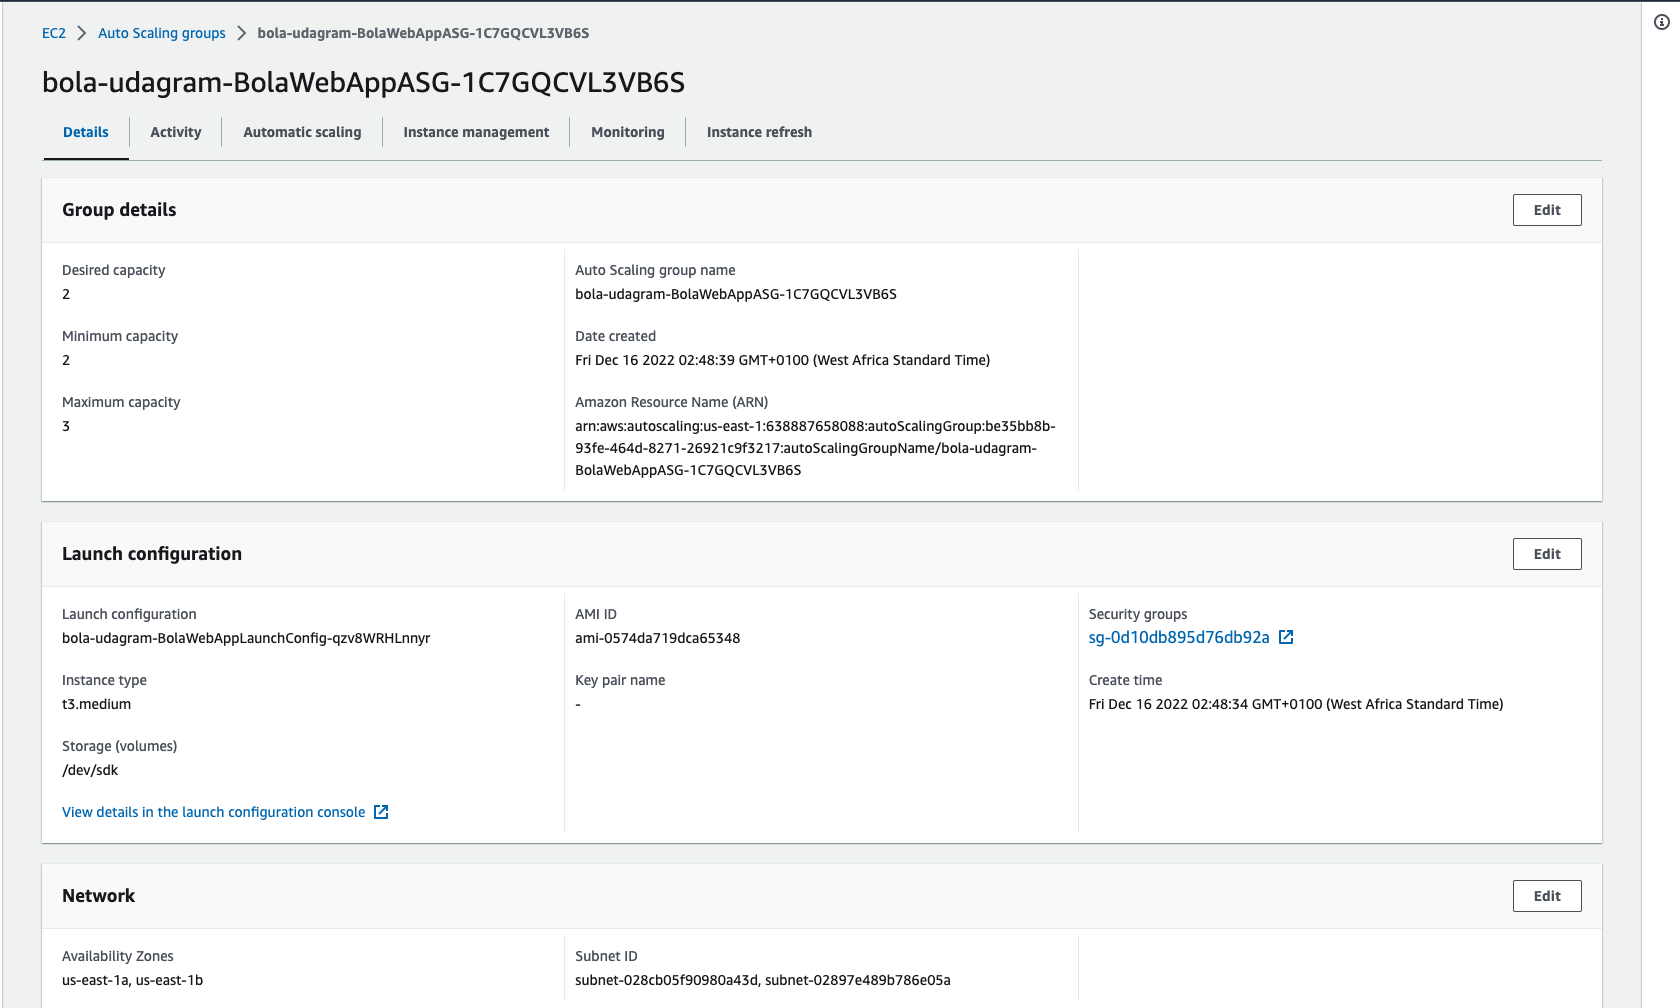 EC2 > Auto Scaling groups > bola-udagram-BolaWebAppASG-1C7GQCVL3VB6S
bola-udagram-BolaWebAppASG-1C7GQCVL3VB6S
Details Activity Automatic scaling Instance management Monitoring Instance refresh
Group details Edit
Desired capacity
2
Minimum capacity
2
Maximum capacity
3
Auto Scaling group name
bola-udagram-BolaWebAppASG-1C7GQCVL3VB6S
Date created
Fri Dec 16 2022 02:48:39 GMT+0100 (West Africa Standard Time)
Amazon Resource Name (ARN)
arn:aws:autoscaling:us-east-1:638887658088:autoScalingGroup:be35bb8b-
93fe-464d-8271-26921c9f3217:autoScalingGroupName/bola-udagram-
BolaWebAppASG-1C7GQCVL3VB6S
Launch configuration Edit
Launch configuration
bola-udagram-BolaWebAppLaunchConfig-qzv8WRHLnnyr
Instance type
t3.medium
Storage (volumes)
/dev/sdk
View details in the launch configuration console
AMI ID
ami-0574da719dca65348
Key pair name
-
Security groups
sg-0d10db895d76db92a
Create time
Fri Dec 16 2022 02:48:34 GMT+0100 (West Africa Standard Time)
Network Edit
Availability Zones
us-east-1a, us-east-1b
Subnet ID
subnet-028cb05f90980a43d, subnet-02897e489b786e05a